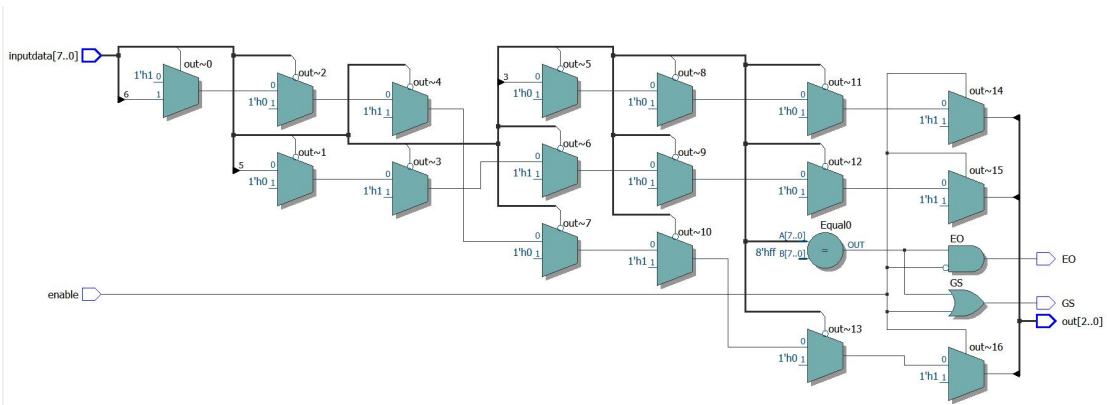 inputdata[7..0]
enable
out~0
1'h1 0
6 1
out~2
0
1'h0 1
out~1
5 0
1'h0 1
out~4
0
1'h1 1
out~3
0
1'h1 1
out~5
3 0
1'h0 1
out~6
0
1'h1 1
out~7
0
1'h0 1
out~8
0
1'h0 1
out~9
0
1'h0 1
out~10
0
1'h1 1
out~11
0
1'h0 1
out~12
0
1'h0 1
Equal0
A[7..0]
8'hff B[7..0]
=
OUT
out~13
0
1'h0 1
out~14
0
1'h1 1
out~15
0
1'h1 1
EO
GS
out~16
0
1'h1 1
EO
GS
out[2..0]